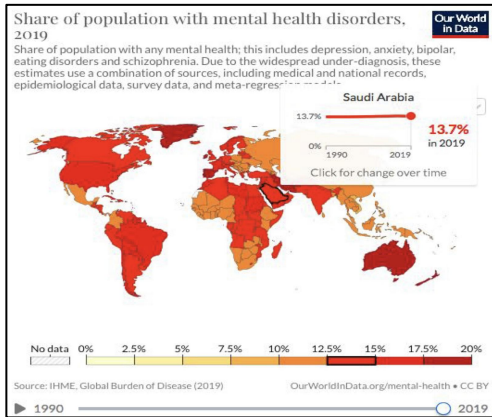 Share of population with mental health disorders,
2019
Our World
in Data
Share of population with any mental health; this includes depression, anxiety, bipolar,
eating disorders and schizophrenia. Due to the widespread under-diagnosis, these
estimates use a combination of sources, including medical and national records,
epidemiological data, survey data, and meta-regression models.
Saudi Arabia
13.7%
13.7%
in 2019
0%
1990
2019
Click for change over time
No data
0%
2.5%
5%
7.5%
10%
12.5%
15%
17.5%
20%
Source: IHME, Global Burden of Disease (2019)
OurWorldInData.org/mental-health • CC BY
1990
2019